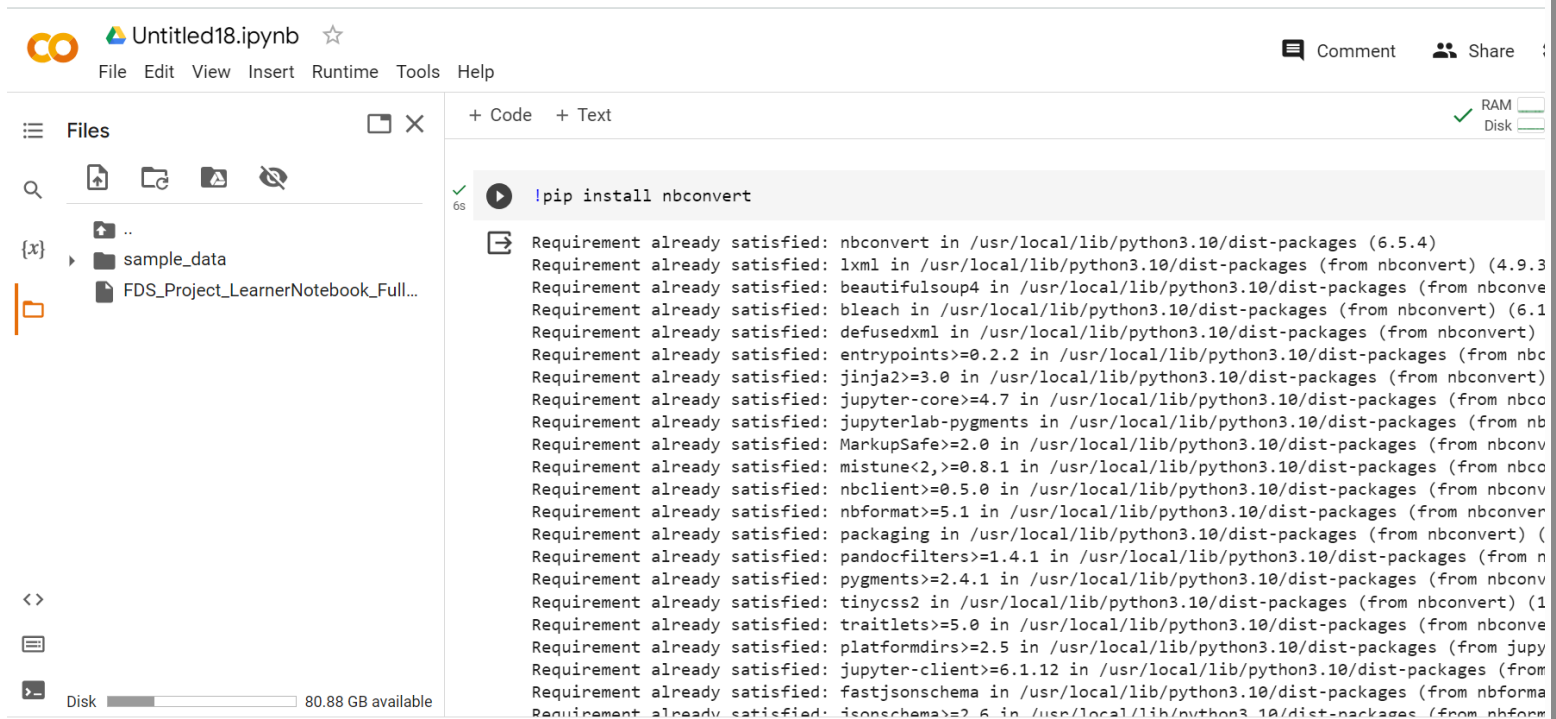 Untitled18.ipynb
File Edit View Insert Runtime Tools Help
Comment
Share
Files
+ Code + Text
RAM
Disk
{x}
..
sample_data
FDS_Project_LearnerNotebook_Full...
Disk 80.88 GB available
6s
!pip install nbconvert
Requirement already satisfied: nbconvert in /usr/local/lib/python3.10/dist-packages (6.5.4)
Requirement already satisfied: lxml in /usr/local/lib/python3.10/dist-packages (from nbconvert) (4.9.3
Requirement already satisfied: beautifulsoup4 in /usr/local/lib/python3.10/dist-packages (from nbconve
Requirement already satisfied: bleach in /usr/local/lib/python3.10/dist-packages (from nbconvert) (6.1
Requirement already satisfied: defusedxml in /usr/local/lib/python3.10/dist-packages (from nbconvert)
Requirement already satisfied: entrypoints>=0.2.2 in /usr/local/lib/python3.10/dist-packages (from nbc
Requirement already satisfied: jinja2>=3.0 in /usr/local/lib/python3.10/dist-packages (from nbconvert)
Requirement already satisfied: jupyter-core>=4.7 in /usr/local/lib/python3.10/dist-packages (from nbco
Requirement already satisfied: jupyterlab-pygments in /usr/local/lib/python3.10/dist-packages (from nb
Requirement already satisfied: MarkupSafe>=2.0 in /usr/local/lib/python3.10/dist-packages (from nbconv
Requirement already satisfied: mistune<2,>=0.8.1 in /usr/local/lib/python3.10/dist-packages (from nbco
Requirement already satisfied: nbclient>=0.5.0 in /usr/local/lib/python3.10/dist-packages (from nbconv
Requirement already satisfied: nbformat>=5.1 in /usr/local/lib/python3.10/dist-packages (from nbconver
Requirement already satisfied: packaging in /usr/local/lib/python3.10/dist-packages (from nbconvert) (
Requirement already satisfied: pandocfilters>=1.4.1 in /usr/local/lib/python3.10/dist-packages (from n
Requirement already satisfied: pygments>=2.4.1 in /usr/local/lib/python3.10/dist-packages (from nbconv
Requirement already satisfied: tinycss2 in /usr/local/lib/python3.10/dist-packages (from nbconvert) (1
Requirement already satisfied: traitlets>=5.0 in /usr/local/lib/python3.10/dist-packages (from nbconve
Requirement already satisfied: platformdirs>=2.5 in /usr/local/lib/python3.10/dist-packages (from jupy
Requirement already satisfied: jupyter-client>=6.1.12 in /usr/local/lib/python3.10/dist-packages (from
Requirement already satisfied: fastjsonschema in /usr/local/lib/python3.10/dist-packages (from nbforma
Requirement already satisfied: jsonschema>=2.6 in /usr/local/lib/python3.10/dist-packages (from nbform